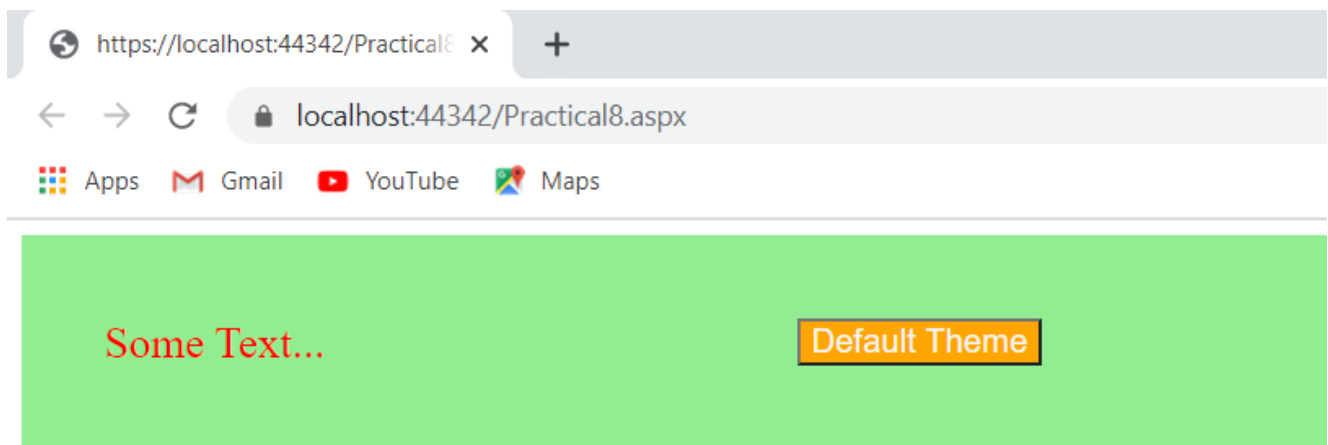 https://localhost:44342/Practical8
localhost:44342/Practical8.aspx
Apps Gmail YouTube Maps
Some Text... Default Theme